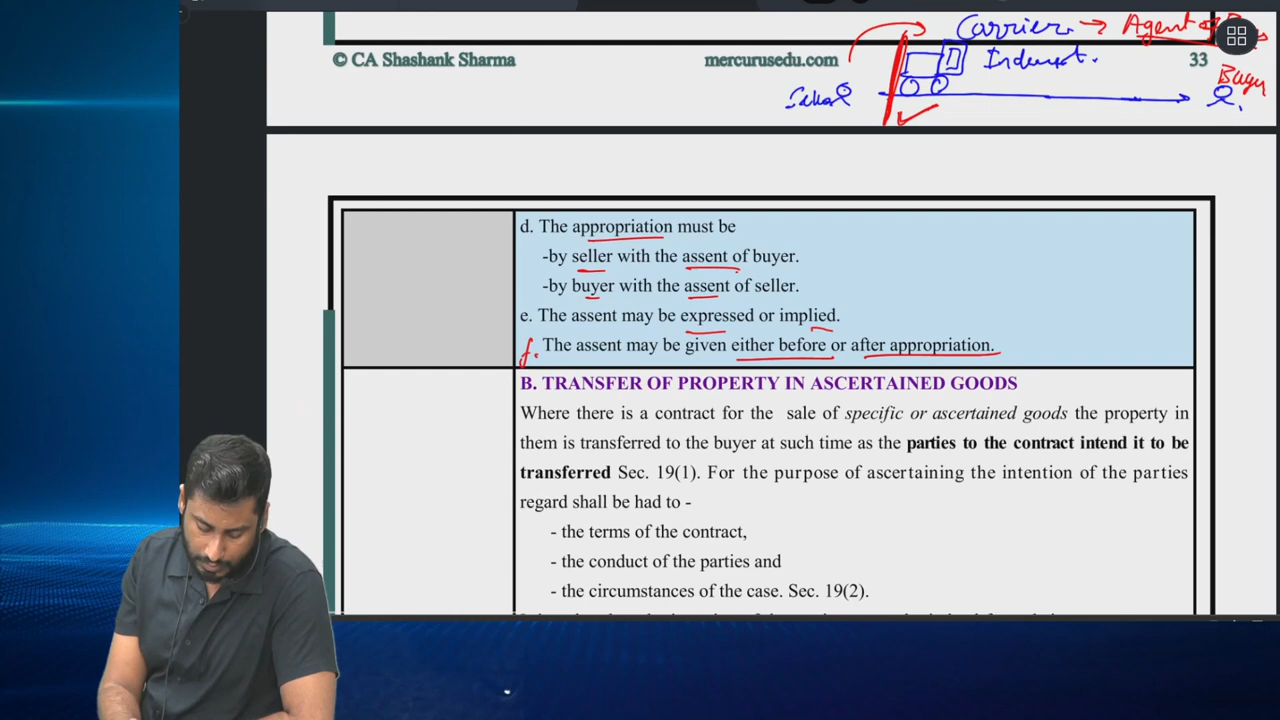 Carrier → Agent of
© CA Shashank Sharma mercurusedu.com 33
Buyer
d. The appropriation must be
-by seller with the assent of buyer.
-by buyer with the assent of seller.
e. The assent may be expressed or implied.
f. The assent may be given either before or after appropriation.
B. TRANSFER OF PROPERTY IN ASCERTAINED GOODS
Where there is a contract for the sale of specific or ascertained goods the property in
them is transferred to the buyer at such time as the parties to the contract intend it to be
transferred Sec. 19(1). For the purpose of ascertaining the intention of the parties
regard shall be had to -
- the terms of the contract,
- the conduct of the parties and
- the circumstances of the case. Sec. 19(2).